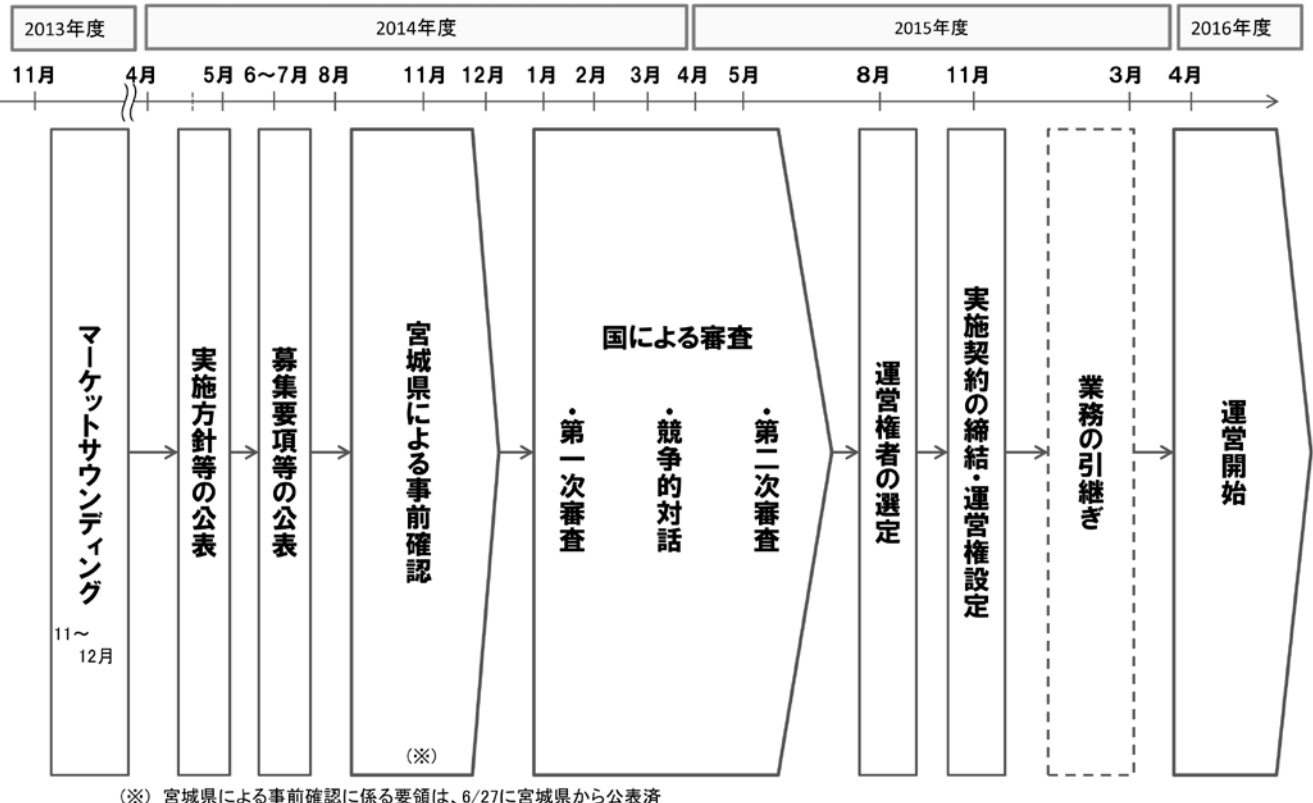 2013年度
2014年度
2015年度
2016年度
11月
4月
5月
6～7月
8月
11月
12月
1月
2月
3月
4月
5月
8月
11月
3月
4月
マーケットサウンディング
11～
12月
実施方針等の公表
募集要項等の公表
宮城県による事前確認
(※)
国による審査
・第一次審査
・競争的対話
・第二次審査
運営権者の選定
実施契約の締結・運営権設定
業務の引継ぎ
運営開始
(※) 宮城県による事前確認に係る要領は、6/27に宮城県から公表済